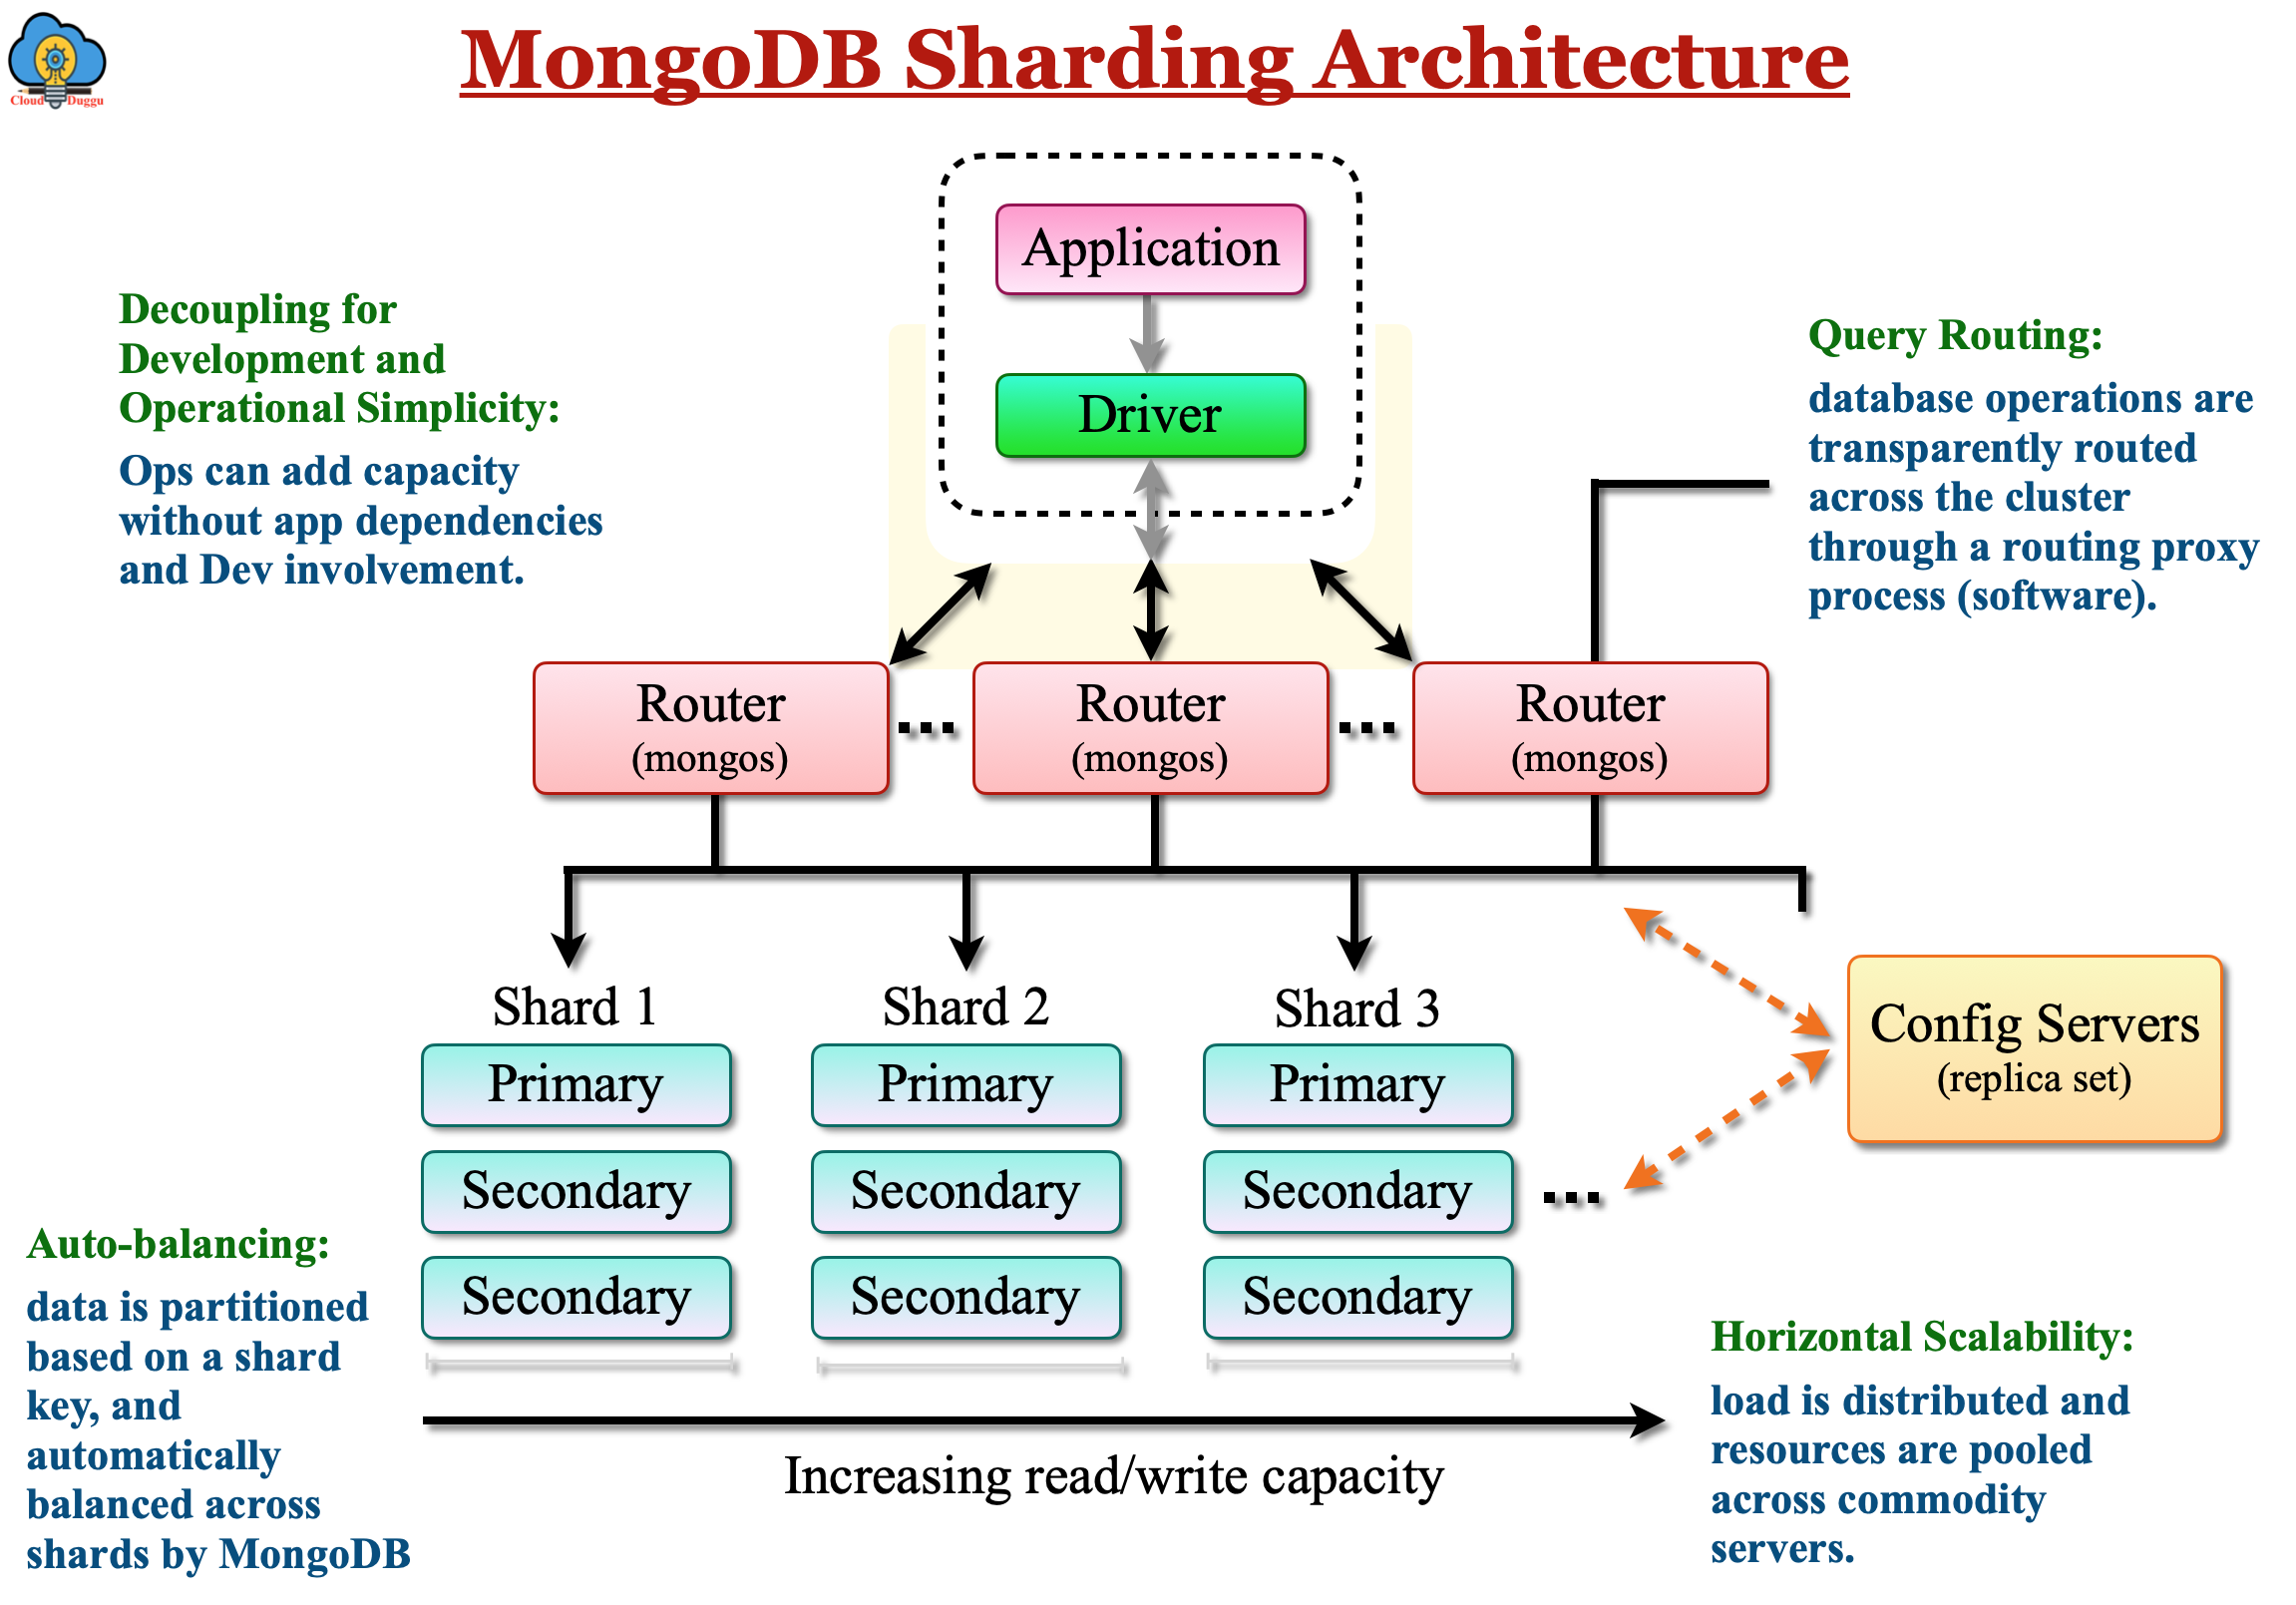 MongoDB Sharding Architecture
Cloud Duggu
Application
Driver
Decoupling for
Development and
Operational Simplicity:
Ops can add capacity
without app dependencies
and Dev involvement.
Query Routing:
database operations are
transparently routed
across the cluster
through a routing proxy
process (software).
Router
(mongos)
...
Router
(mongos)
...
Router
(mongos)
Shard 1
Primary
Secondary
Secondary
Shard 2
Primary
Secondary
Secondary
Shard 3
Primary
Secondary
Secondary
...
Config Servers
(replica set)
Auto-balancing:
data is partitioned
based on a shard
key, and
automatically
balanced across
shards by MongoDB
Increasing read/write capacity
Horizontal Scalability:
load is distributed and
resources are pooled
across commodity
servers.